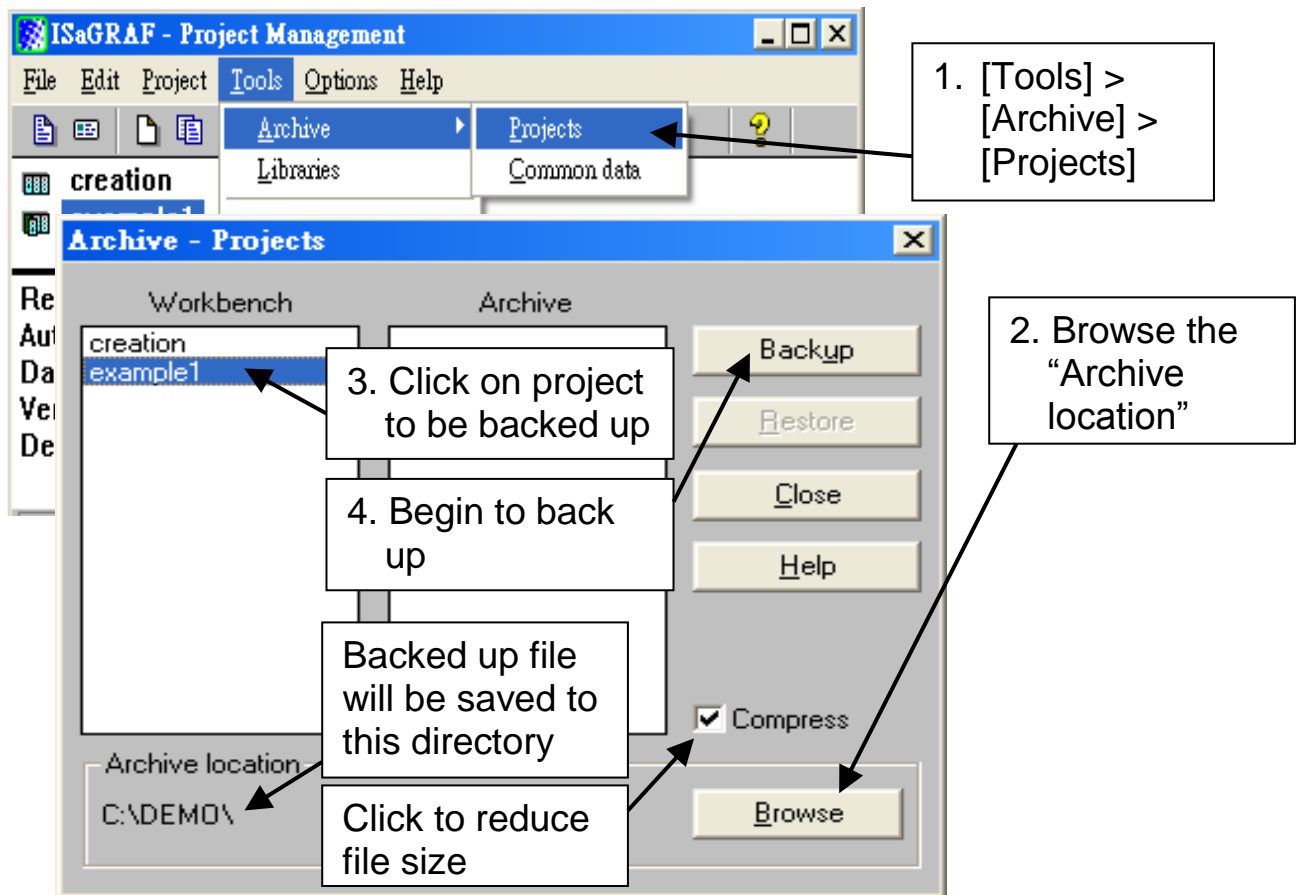 ISaGRAF - Project Management
File Edit Project Tools Options Help
Archive
Libraries
Projects
Common data
1. [Tools] >
[Archive] >
[Projects]
creation
Archive - Projects
Workbench
Archive
creation
example1
Backup
Restore
Close
Help
Compress
Archive location
C:\DEMO\
Browse
2. Browse the
“Archive
location”
3. Click on project
to be backed up
4. Begin to back
up
Backed up file
will be saved to
this directory
Click to reduce
file size